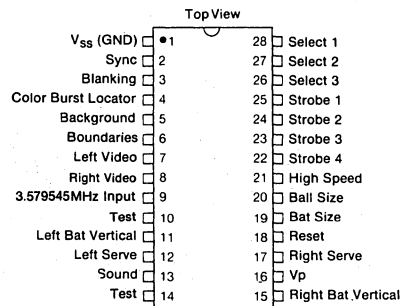 Top View
VSS (GND) 1 28 Select 1
Sync 2 27 Select 2
Blanking 3 26 Select 3
Color Burst Locator 4 25 Strobe 1
Background 5 24 Strobe 2
Boundaries 6 23 Strobe 3
Left Video 7 22 Strobe 4
Right Video 8 21 High Speed
3.579545MHz Input 9 20 Ball Size
Test 10 19 Bat Size
Left Bat Vertical 11 18 Reset
Left Serve 12 17 Right Serve
Sound 13 16 Vp
Test 14 15 Right Bat Vertical